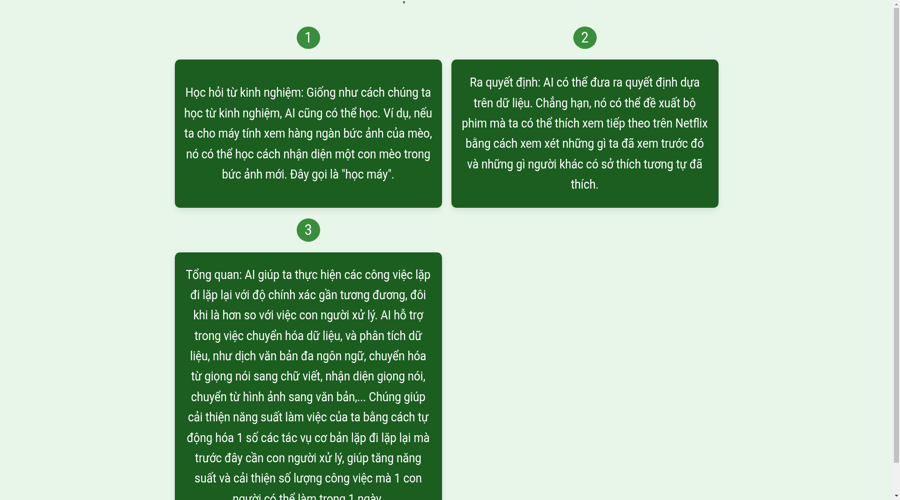 1
Học hỏi từ kinh nghiệm: Giống như cách chúng ta
học từ kinh nghiệm, AI cũng có thể học. Ví dụ, nếu
ta cho máy tính xem hàng ngàn bức ảnh của mèo,
nó có thể học cách nhận diện một con mèo trong
bức ảnh mới. Đây gọi là "học máy".
2
Ra quyết định: AI có thể đưa ra quyết định dựa
trên dữ liệu. Chẳng hạn, nó có thể đề xuất bộ
phim mà ta có thể thích xem tiếp theo trên Netflix
bằng cách xem xét những gì ta đã xem trước đó
và những gì người khác có sở thích tương tự đã
thích.
3
Tổng quan: AI giúp ta thực hiện các công việc lặp
đi lặp lại với độ chính xác gần tương đương, đôi
khi là hơn so với việc con người xử lý. AI hỗ trợ
trong việc chuyển hóa dữ liệu, và phân tích dữ
liệu, như dịch văn bản đa ngôn ngữ, chuyển hóa
từ giọng nói sang chữ viết, nhận diện giọng nói,
chuyển từ hình ảnh sang văn bản,... Chúng giúp
cải thiện năng suất làm việc của ta bằng cách tự
động hóa 1 số các tác vụ cơ bản lặp đi lặp lại mà
trước đây cần con người xử lý, giúp tăng năng
suất và cải thiện số lượng công việc mà 1 con
người có thể làm trong 1 ngày